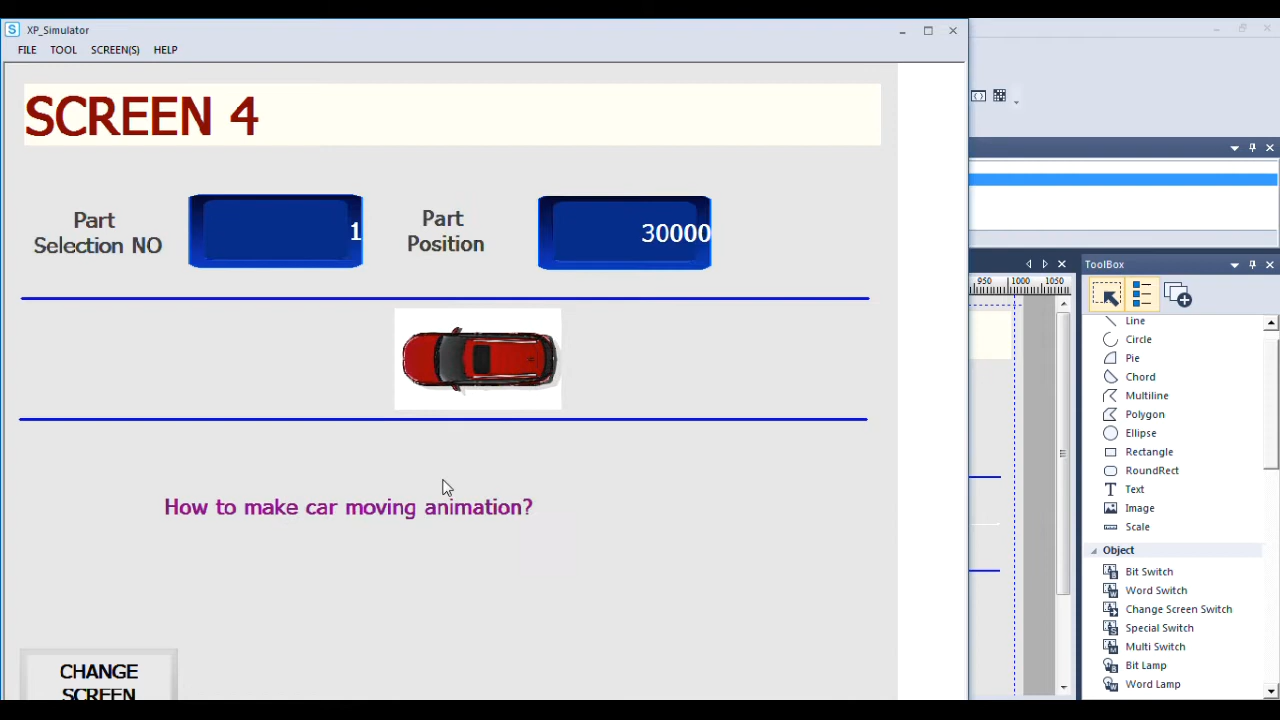 XP_Simulator
FILE TOOL SCREEN(S) HELP
SCREEN 4
Part
Selection NO
1
Part
Position
30000
How to make car moving animation?
CHANGE
SCREEN
950 1000 1050
ToolBox
Line
Circle
Pie
Chord
Multiline
Polygon
Ellipse
Rectangle
RoundRect
Text
Image
Scale
Object
Bit Switch
Word Switch
Change Screen Switch
Special Switch
Multi Switch
Bit Lamp
Word Lamp